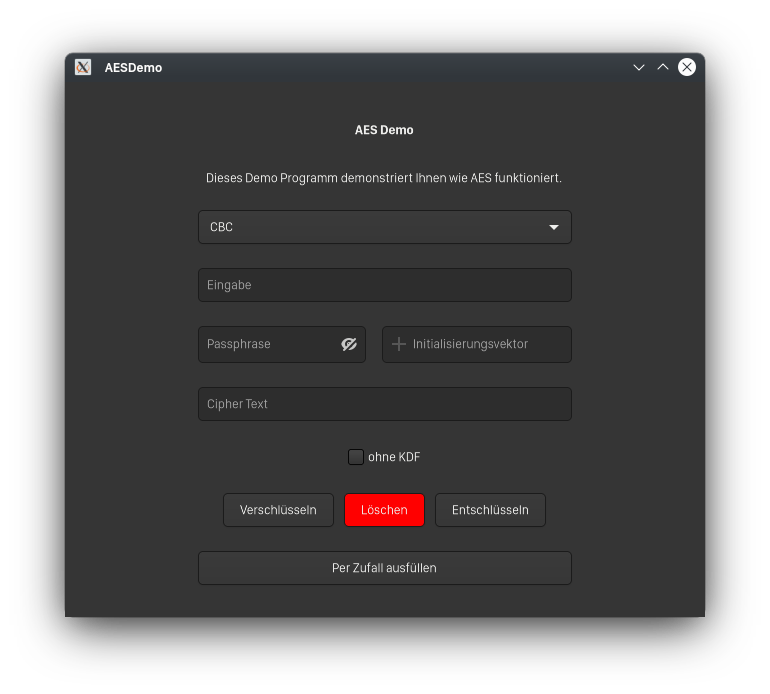 AESDemo
AES Demo
Dieses Demo Programm demonstriert Ihnen wie AES funktioniert.
CBC
Eingabe
Passphrase
Initialisierungsvektor
Cipher Text
ohne KDF
Verschlüsseln
Löschen
Entschlüsseln
Per Zufall ausfüllen